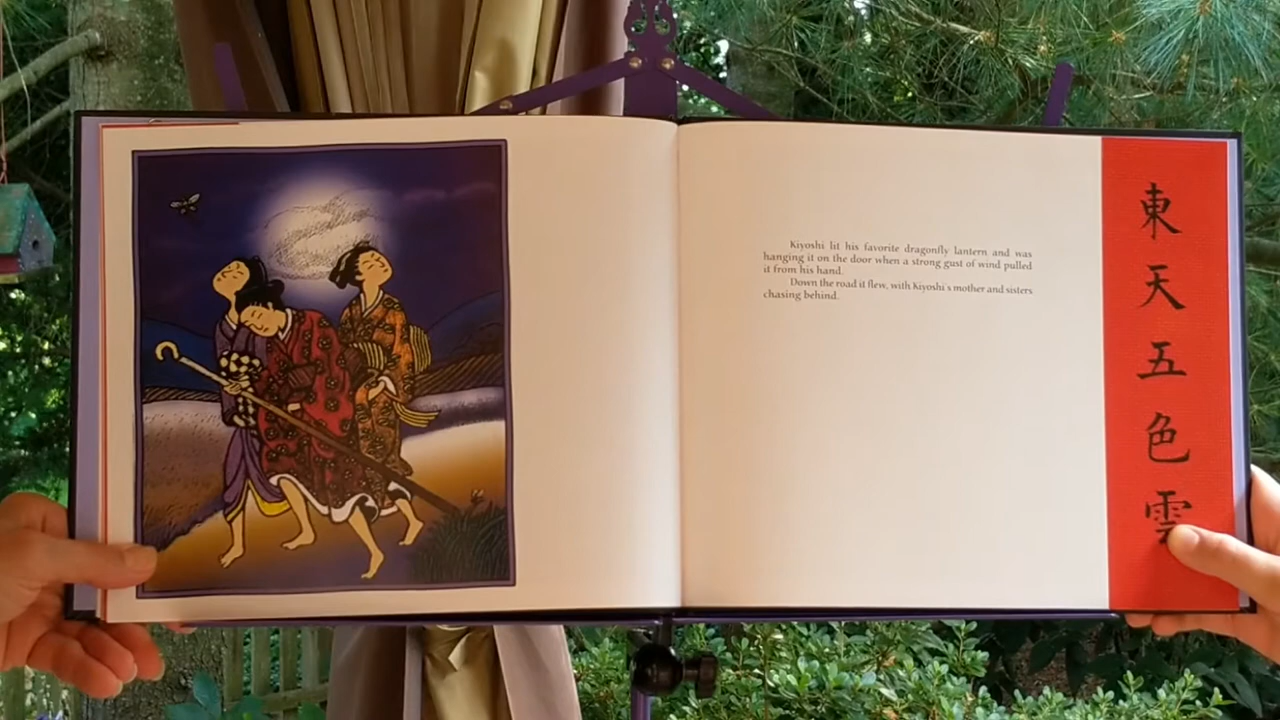 Kiyoshi lit his favorite dragonfly lantern and was
hanging it on the door when a strong gust of wind pulled
it from his hand.
Down the road it flew, with Kiyoshi's mother and sisters
chasing behind.
東天五色雲